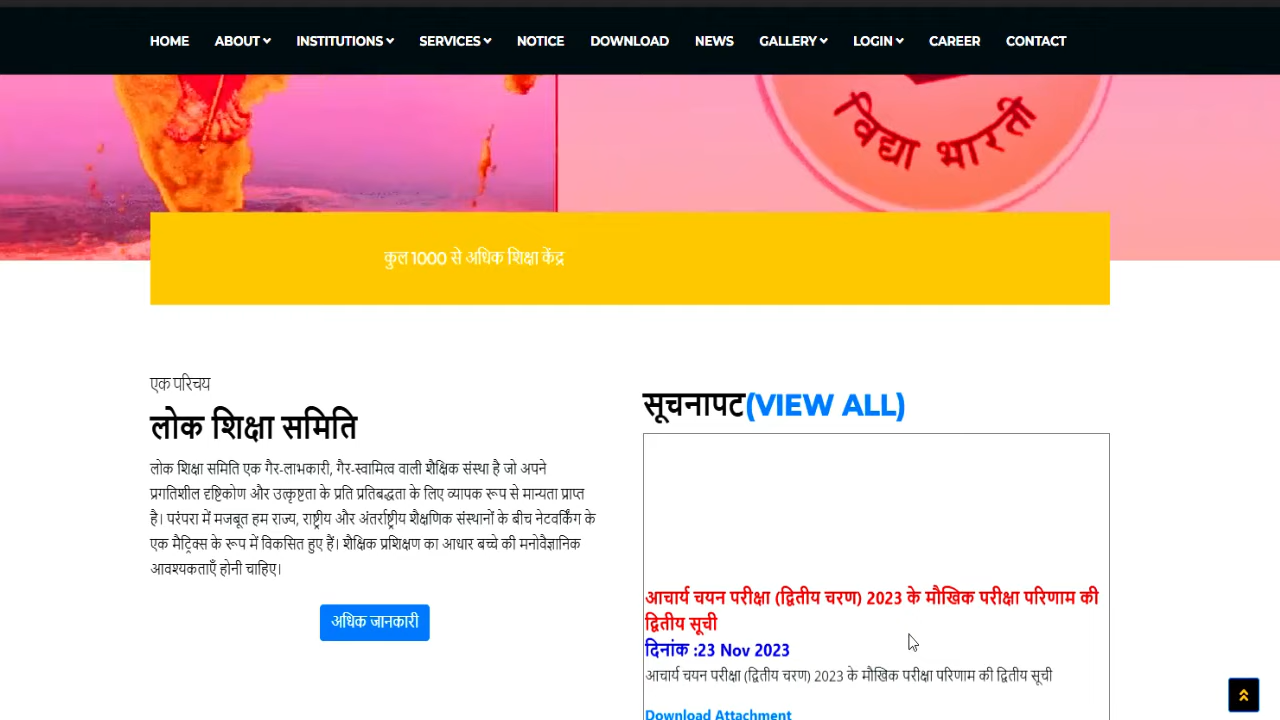 HOME ABOUT INSTITUTIONS SERVICES NOTICE DOWNLOAD NEWS GALLERY LOGIN CAREER CONTACT
विद्या भारती
कुल 1000 से अधिक शिक्षा केंद्र
एक परिचय
लोक शिक्षा समिति
लोक शिक्षा समिति एक गैर-लाभकारी, गैर-स्वामित्व वाली शैक्षिक संस्था है जो अपने
प्रगतिशील दृष्टिकोण और उत्कृष्टता के प्रति प्रतिबद्धता के लिए व्यापक रूप से मान्यता प्राप्त
है। परंपरा में मजबूत हम राज्य, राष्ट्रीय और अंतर्राष्ट्रीय शैक्षणिक संस्थानों के बीच नेटवर्किंग के
एक मैट्रिक्स के रूप में विकसित हुए हैं। शैक्षिक प्रशिक्षण का आधार बच्चे की मनोवैज्ञानिक
आवश्यकताएँ होनी चाहिए।
अधिक जानकारी
सूचनापट(VIEW ALL)
आचार्य चयन परीक्षा (द्वितीय चरण) 2023 के मौखिक परीक्षा परिणाम की
द्वितीय सूची
दिनांक :23 Nov 2023
आचार्य चयन परीक्षा (द्वितीय चरण) 2023 के मौखिक परीक्षा परिणाम की द्वितीय सूची
Download Attachment